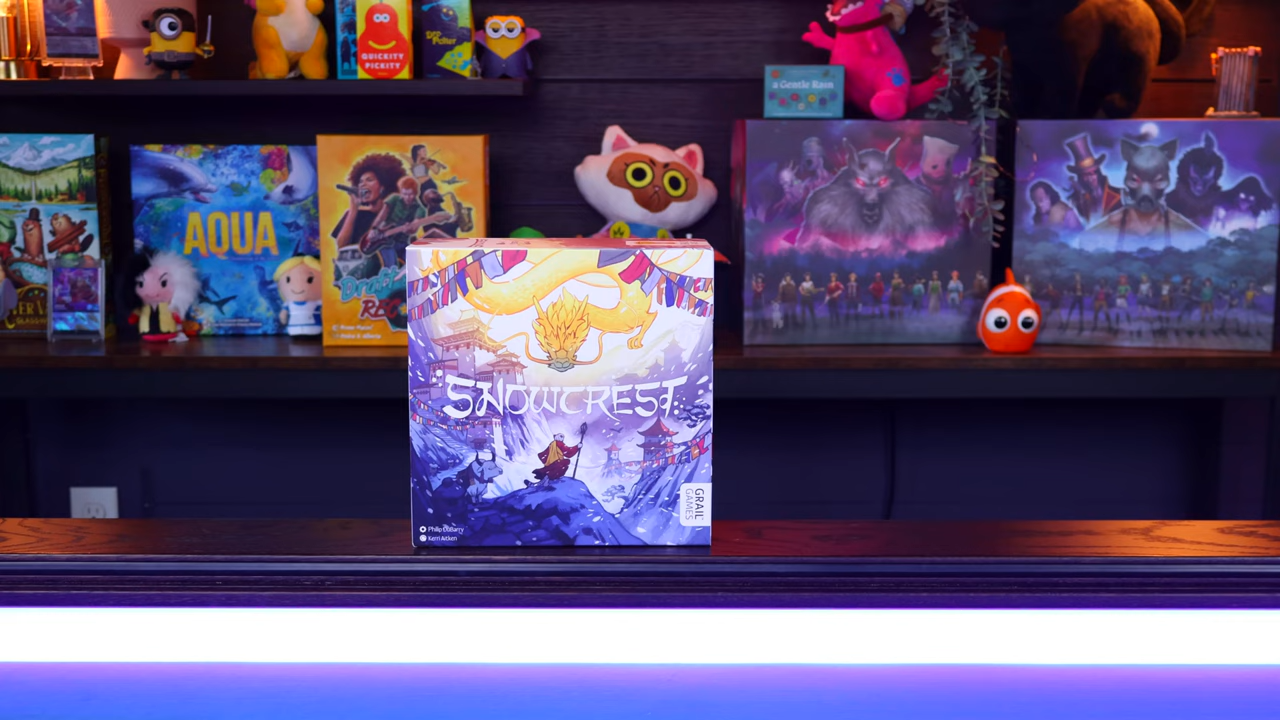 QUICKITY
PICKITY
a Gentle Rain
AQUA
SNOWCREST
GRAIL
GAMES
Philip duBarry
Kerri Aitken